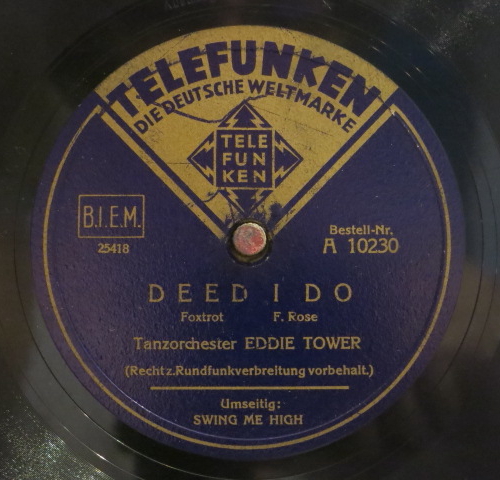 TELEFUNKEN
DIE DEUTSCHE WELTMARKE
TELE
FUN
KEN
B.I.E.M.
25418
Bestell-Nr.
A 10230
DEED I DO
Foxtrot F. Rose
Tanzorchester EDDIE TOWER
(Recht z. Rundfunkverbreitung vorbehalt.)
Umseitig:
SWING ME HIGH